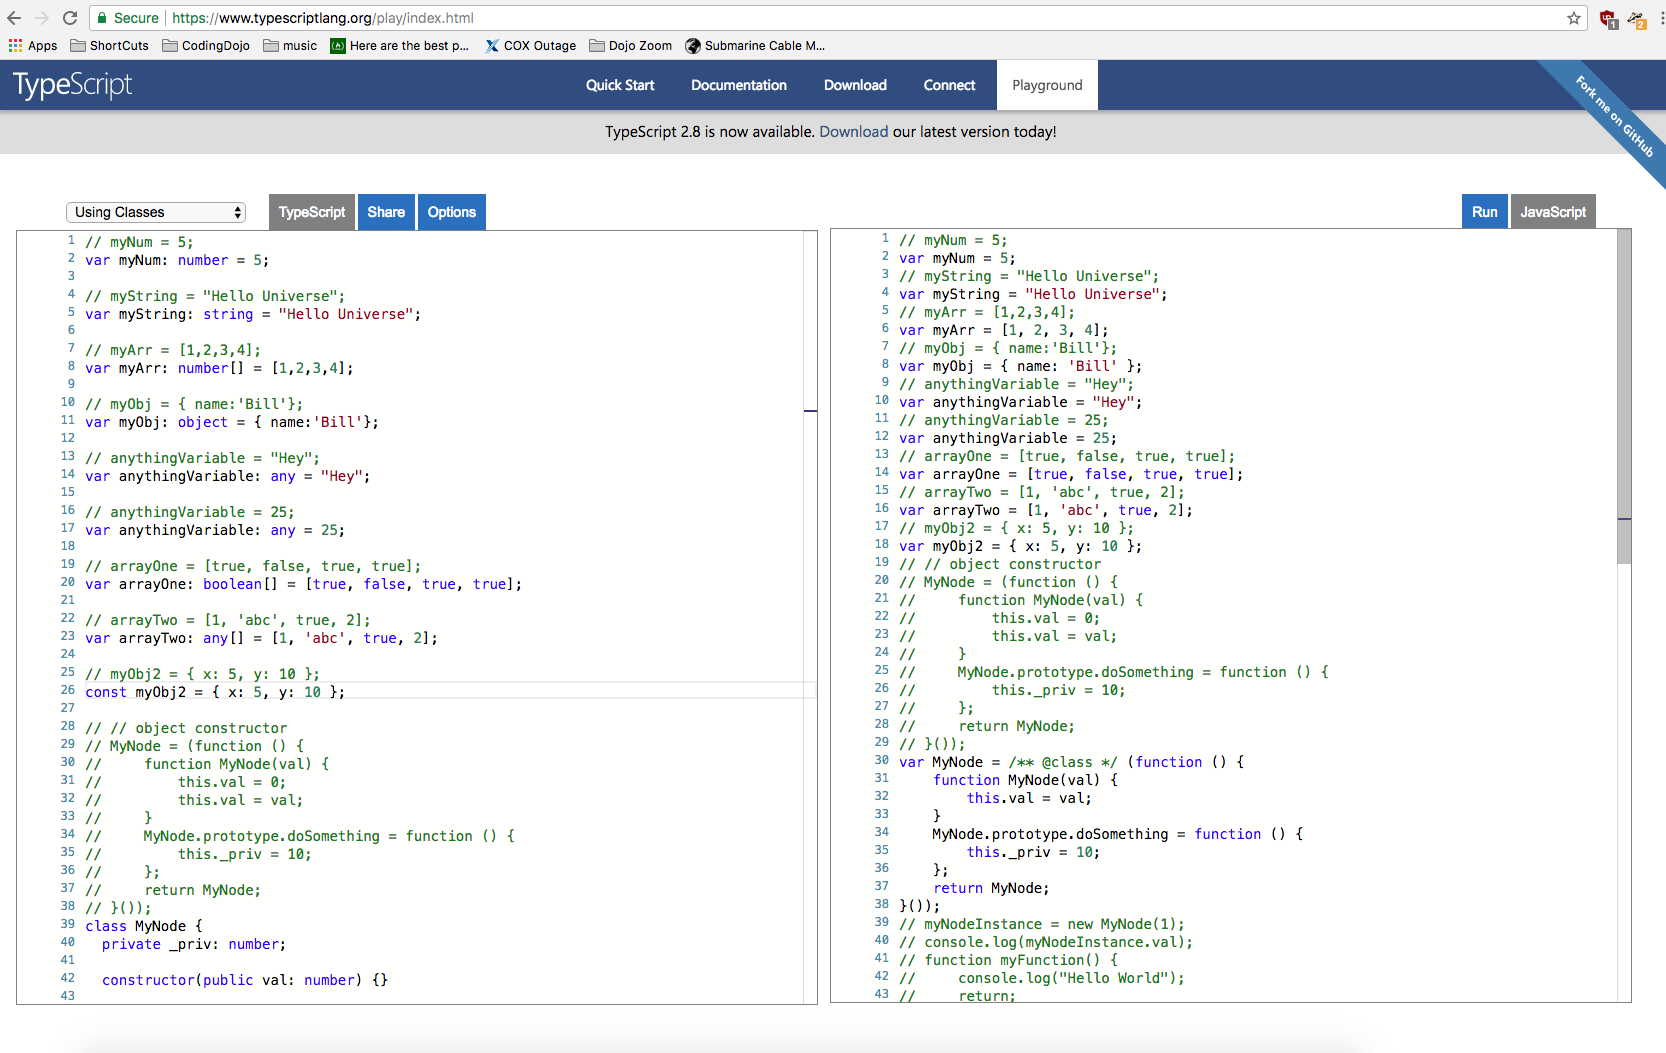 Secure https://www.typescriptlang.org/play/index.html
1 2
Apps ShortCuts CodingDojo music Here are the best p... COX Outage Dojo Zoom Submarine Cable M...
TypeScript Quick Start Documentation Download Connect Playground
Fork me on GitHub
TypeScript 2.8 is now available. Download our latest version today!
Using Classes TypeScript Share Options
1 // myNum = 5;
2 var myNum: number = 5;
3
4 // myString = "Hello Universe";
5 var myString: string = "Hello Universe";
6
7 // myArr = [1,2,3,4];
8 var myArr: number[] = [1,2,3,4];
9
10 // myObj = { name:'Bill'};
11 var myObj: object = { name:'Bill'};
12
13 // anythingVariable = "Hey";
14 var anythingVariable: any = "Hey";
15
16 // anythingVariable = 25;
17 var anythingVariable: any = 25;
18
19 // arrayOne = [true, false, true, true];
20 var arrayOne: boolean[] = [true, false, true, true];
21
22 // arrayTwo = [1, 'abc', true, 2];
23 var arrayTwo: any[] = [1, 'abc', true, 2];
24
25 // myObj2 = { x: 5, y: 10 };
26 const myObj2 = { x: 5, y: 10 };
27
28 // // object constructor
29 // MyNode = (function () {
30 //     function MyNode(val) {
31 //         this.val = 0;
32 //         this.val = val;
33 //     }
34 //     MyNode.prototype.doSomething = function () {
35 //         this._priv = 10;
36 //     };
37 //     return MyNode;
38 // }());
39 class MyNode {
40   private _priv: number;
41
42   constructor(public val: number) {}
43
Run JavaScript
1 // myNum = 5;
2 var myNum = 5;
3 // myString = "Hello Universe";
4 var myString = "Hello Universe";
5 // myArr = [1,2,3,4];
6 var myArr = [1, 2, 3, 4];
7 // myObj = { name:'Bill'};
8 var myObj = { name: 'Bill' };
9 // anythingVariable = "Hey";
10 var anythingVariable = "Hey";
11 // anythingVariable = 25;
12 var anythingVariable = 25;
13 // arrayOne = [true, false, true, true];
14 var arrayOne = [true, false, true, true];
15 // arrayTwo = [1, 'abc', true, 2];
16 var arrayTwo = [1, 'abc', true, 2];
17 // myObj2 = { x: 5, y: 10 };
18 var myObj2 = { x: 5, y: 10 };
19 // // object constructor
20 // MyNode = (function () {
21 //     function MyNode(val) {
22 //         this.val = 0;
23 //         this.val = val;
24 //     }
25 //     MyNode.prototype.doSomething = function () {
26 //         this._priv = 10;
27 //     };
28 //     return MyNode;
29 // }());
30 var MyNode = /** @class */ (function () {
31     function MyNode(val) {
32         this.val = val;
33     }
34     MyNode.prototype.doSomething = function () {
35         this._priv = 10;
36     };
37     return MyNode;
38 }());
39 // myNodeInstance = new MyNode(1);
40 // console.log(myNodeInstance.val);
41 // function myFunction() {
42 //     console.log("Hello World");
43 //     return;